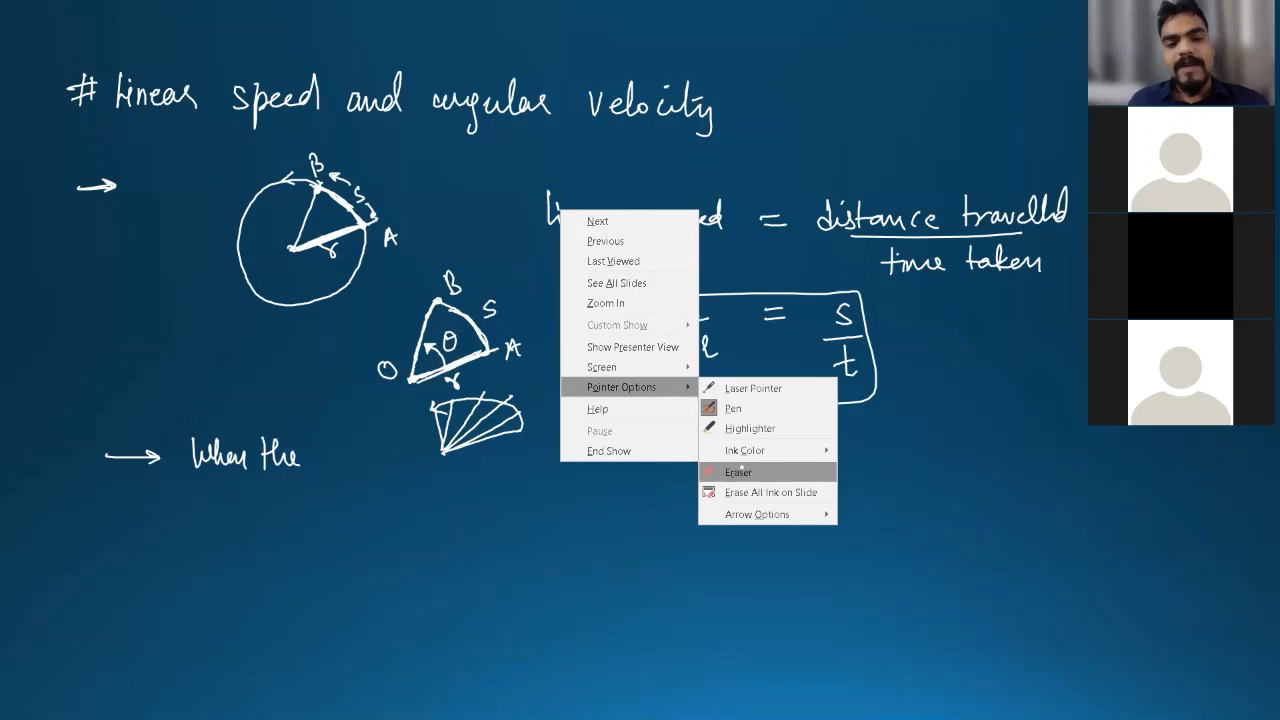 # Linear speed and angular velocity
B
S
A
r
= distance travelled
time taken
B
S
θ
A
O
r
= s
t
When the
Next
Previous
Last Viewed
See All Slides
Zoom In
Custom Show
Show Presenter View
Screen
Pointer Options
Help
Pause
End Show
Laser Pointer
Pen
Highlighter
Ink Color
Eraser
Erase All Ink on Slide
Arrow Options